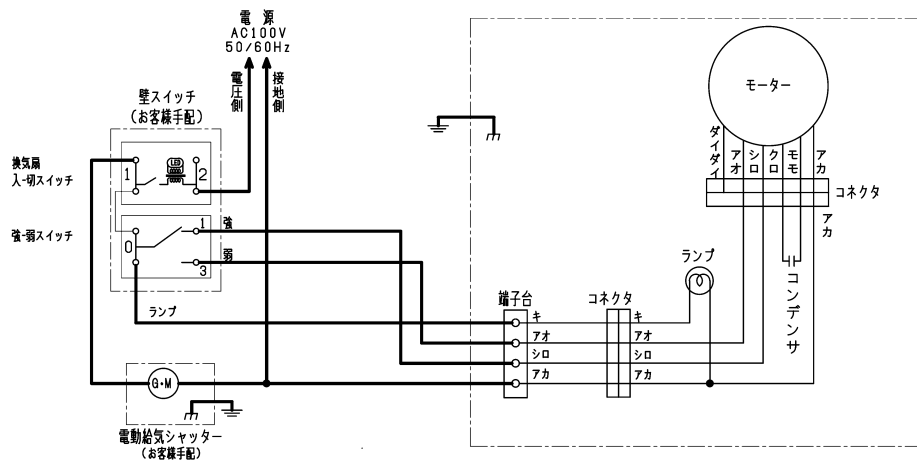 電 源
AC100V
50/60Hz
電圧側
接地側
壁スイッチ
(お客様手配)
換気扇
入-切スイッチ
1
LED
2
強-弱スイッチ
0
1
強
弱
3
ランプ
G・M
電動給気シャッター
(お客様手配)
端子台
キ
アオ
シロ
アカ
コネクタ
キ
アオ
シロ
アカ
ランプ
モーター
ダイダイ
アオ
シロ
クロ
モモ
アカ
コネクタ
アカ
コンデンサ